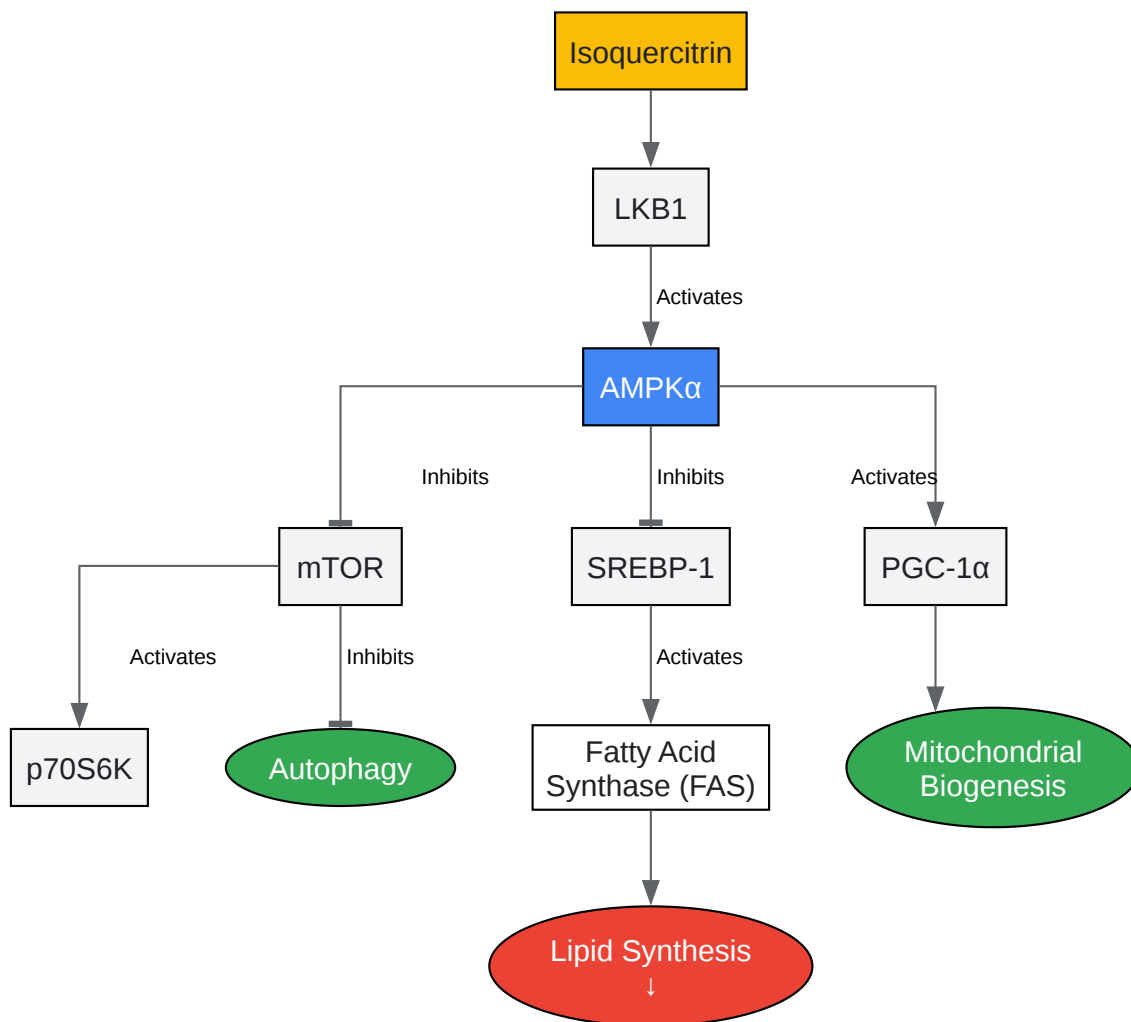 Isoquercitrin
LKB1
Activates
AMPKα
Inhibits
Inhibits
Activates
mTOR
SREBP-1
PGC-1α
Activates
Inhibits
Activates
p70S6K
Autophagy
Fatty Acid
Synthase (FAS)
Mitochondrial
Biogenesis
Lipid Synthesis
↓